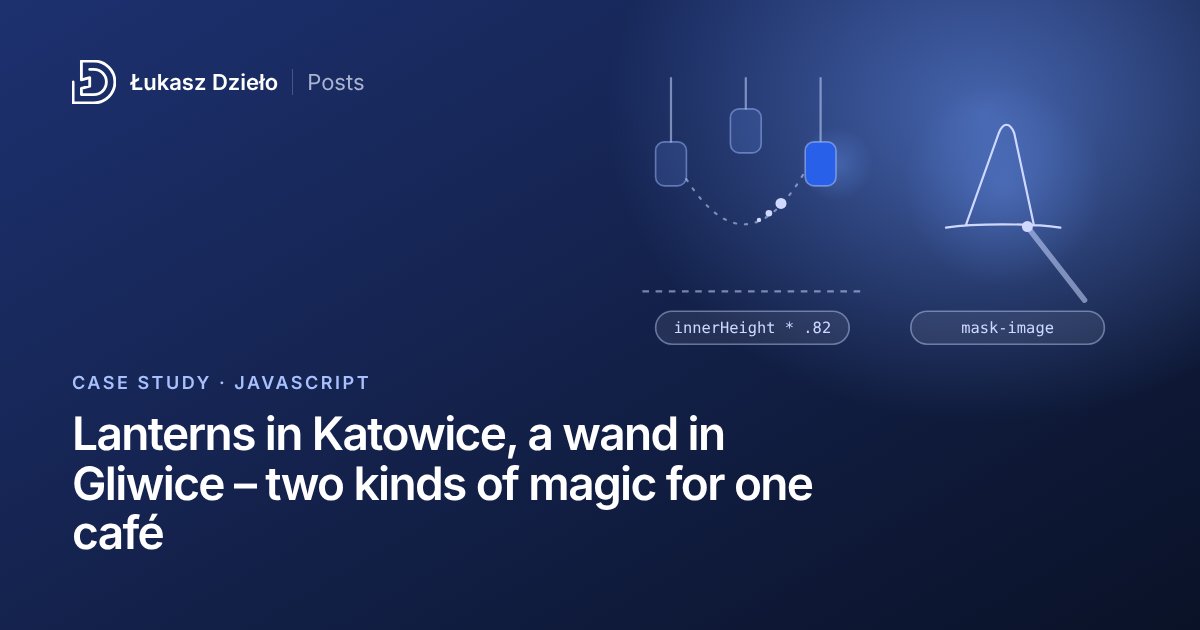 Łukasz Dzieło | Posts
innerHeight * .82
mask-image
CASE STUDY · JAVASCRIPT
Lanterns in Katowice, a wand in
Gliwice – two kinds of magic for one
café